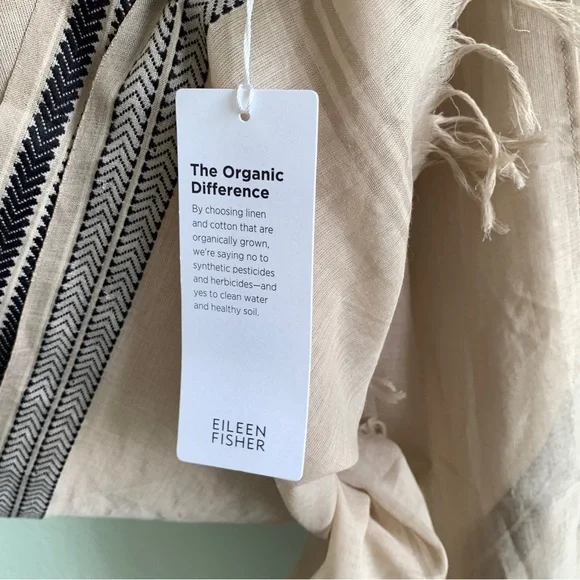 The Organic
Difference
By choosing linen
and cotton that are
organically grown,
we're saying no to
synthetic pesticides
and herbicides—and
yes to clean water
and healthy soil.
EILEEN
FISHER